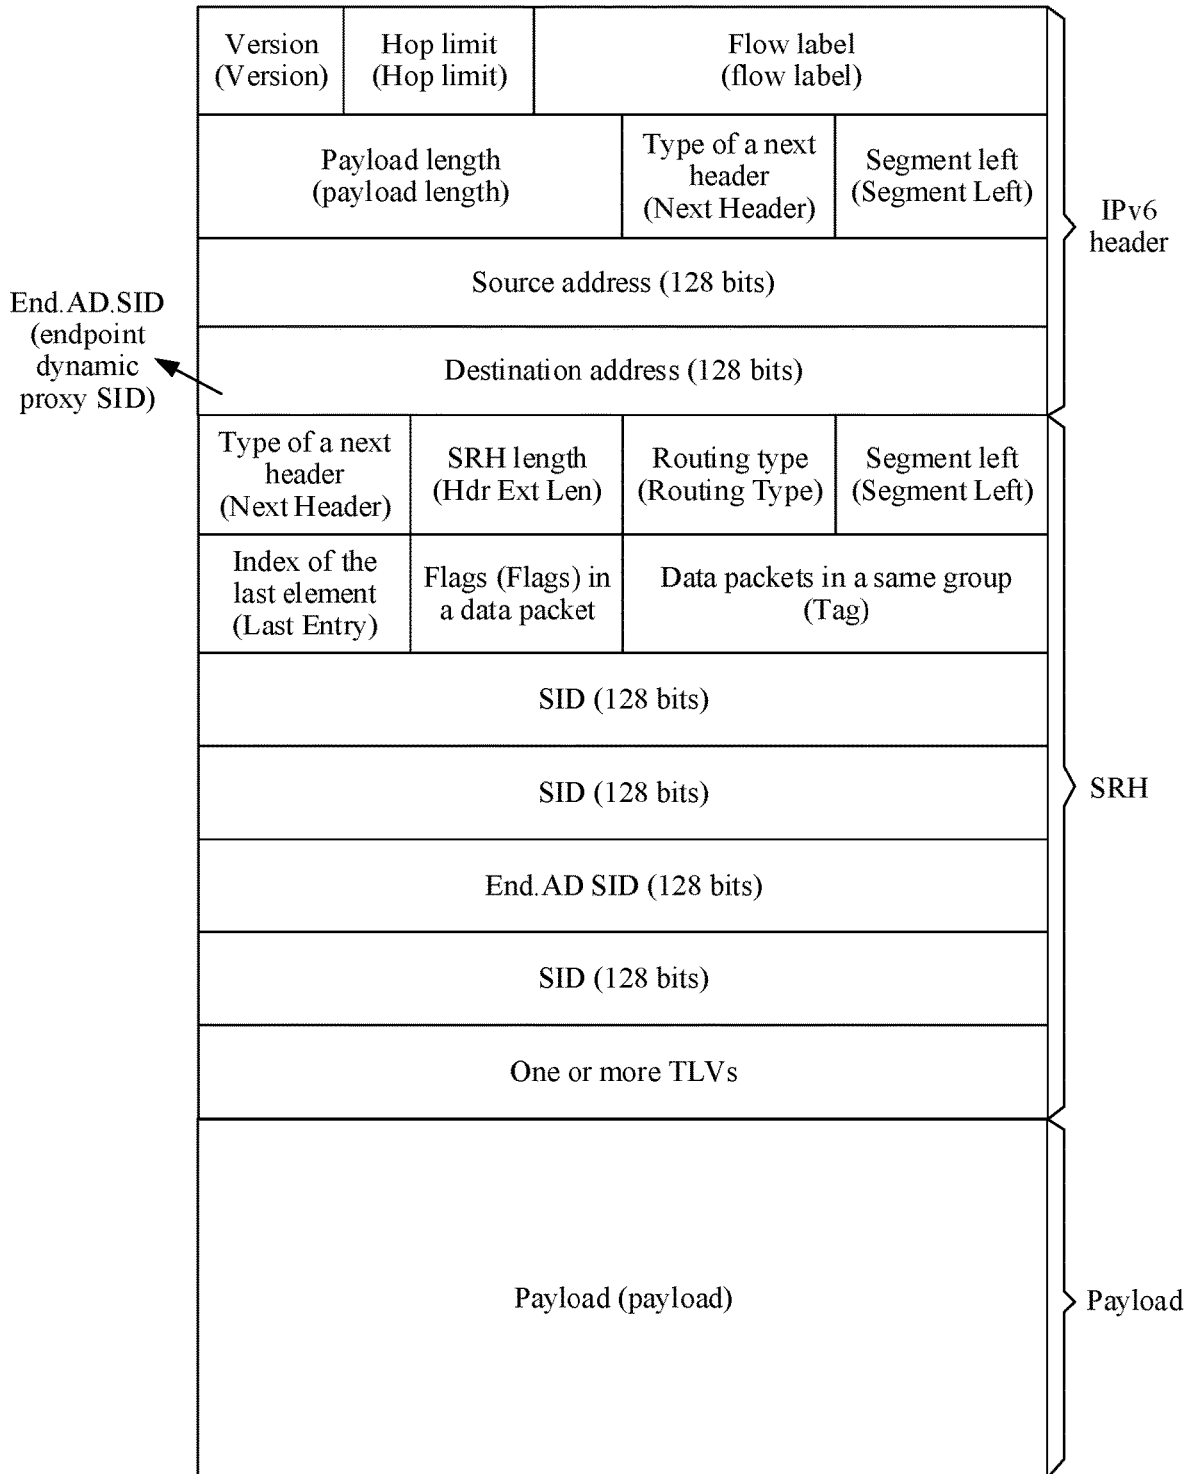 Version
(Version)
Hop limit
(Hop limit)
Flow label
(flow label)
Payload length
(payload length)
Type of a next
header
(Next Header)
Segment left
(Segment Left)
IPv6
header
Source address (128 bits)
End.AD.SID
(endpoint
dynamic
proxy SID)
Destination address (128 bits)
Type of a next
header
(Next Header)
SRH length
(Hdr Ext Len)
Routing type
(Routing Type)
Segment left
(Segment Left)
Index of the
last element
(Last Entry)
Flags (Flags) in
a data packet
Data packets in a same group
(Tag)
SID (128 bits)
SID (128 bits)
SRH
End.AD SID (128 bits)
SID (128 bits)
One or more TLVs
Payload (payload)
Payload